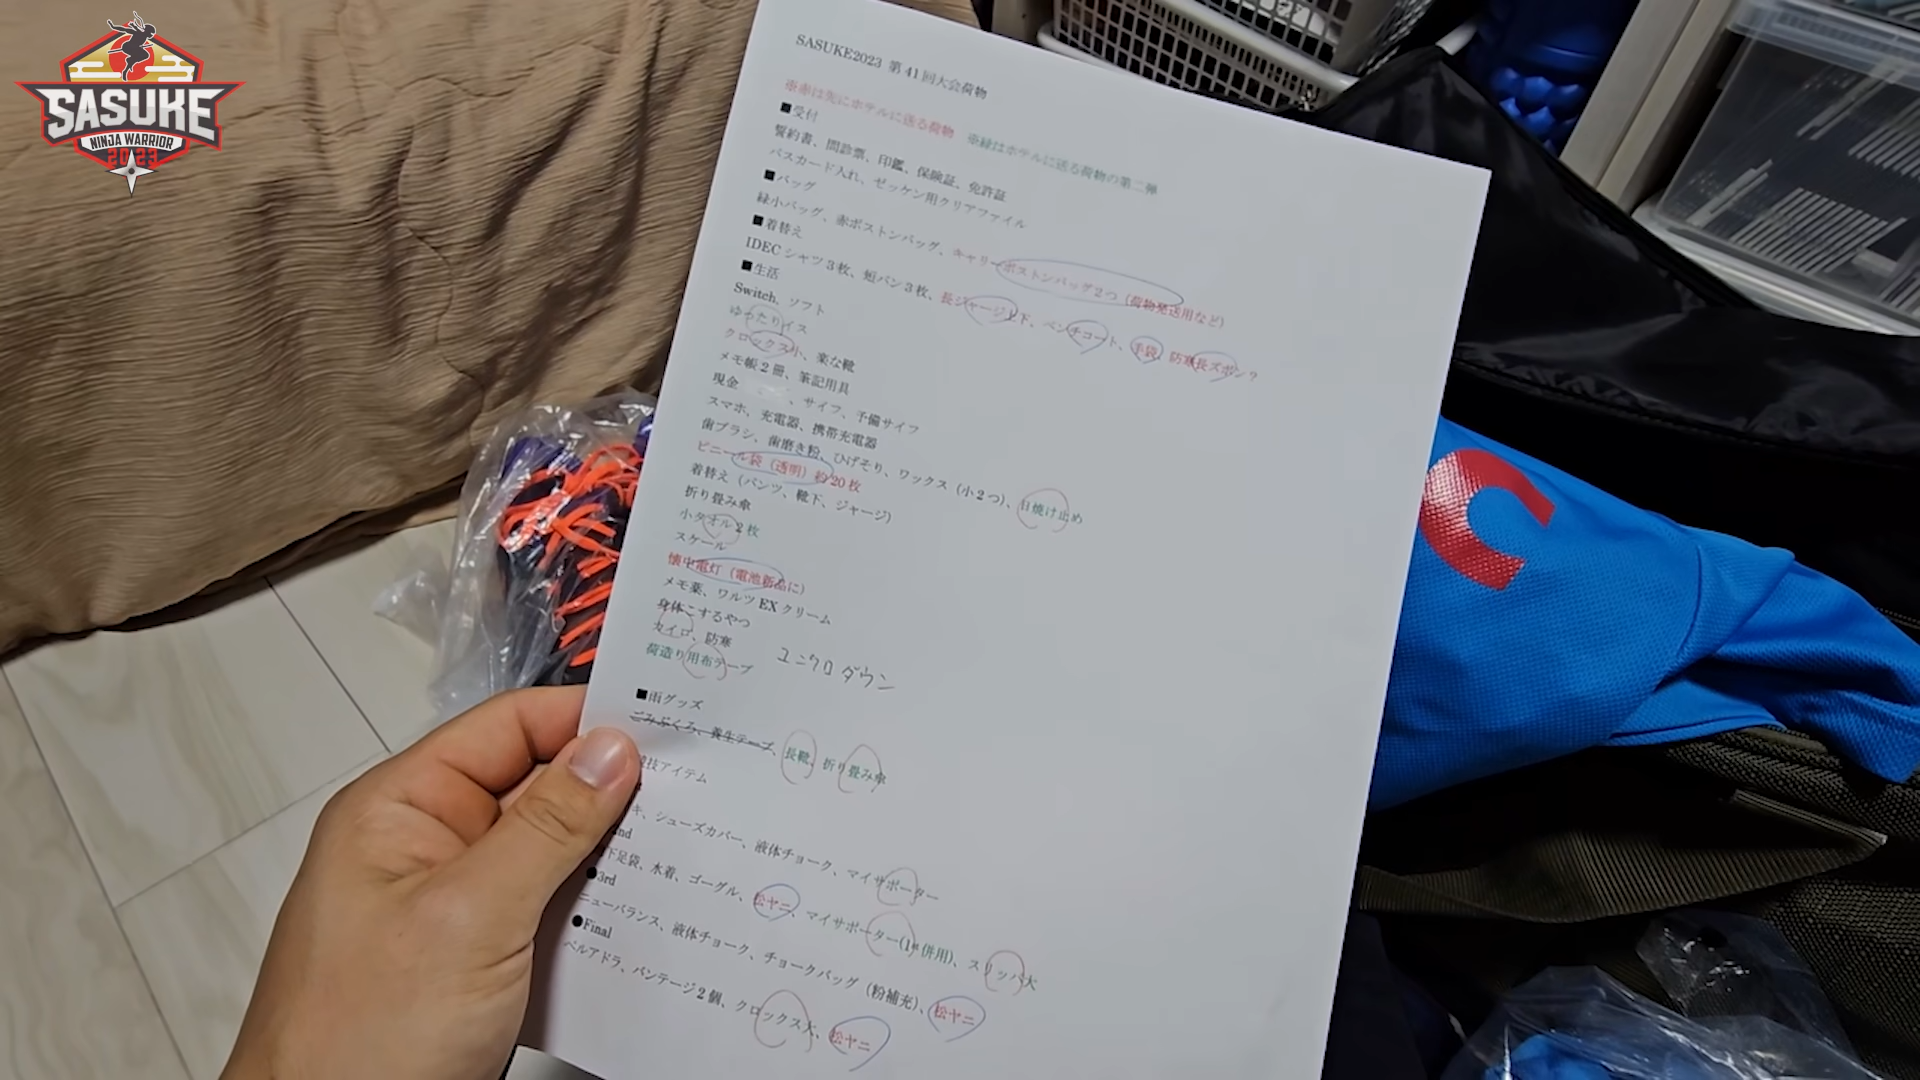 SASUKE
NINJA WARRIOR
2023
SASUKE2023 第41回大会荷物
※赤は先にホテルに送る荷物 ※緑はホテルに送る荷物の第二弾
■受付
誓約書、問診票、印鑑、保険証、免許証
パスカード入れ、ゼッケン用クリアファイル
■バッグ
緑小バッグ、赤ボストンバッグ、キャリーボストンバッグ2つ（荷物発送用など）
■着替え
IDECシャツ3枚、短パン3枚、長ジャージ上下、ベンチコート、手袋 防寒長ズボン？
■生活
Switch、ソフト
ゆったりイス
クロックス小、楽な靴
メモ帳2冊、筆記用具
現金 、サイフ、予備サイフ
スマホ、充電器、携帯充電器
歯ブラシ、歯磨き粉、ひげそり、ワックス（小2つ）、日焼け止め
ビニール袋（透明）約20枚
着替え（パンツ、靴下、ジャージ）
折り畳み傘
小タオル2枚
スケール
懐中電灯（電池新品に）
メモ薬、ワルツEXクリーム
身体こするやつ
カイロ、防寒
荷造り用布テープ
ユニクロダウン
■雨グッズ
ごみぶくろ、養生テープ、長靴、折り畳み傘
技アイテム
キ、シューズカバー、液体チョーク、マイサポーター
nd
下足袋、水着、ゴーグル、松ヤニ、マイサポーター(1st併用)、スリッパ大
●3rd
ニューバランス、液体チョーク、チョークバッグ（粉補充）、松ヤニ
●Final
ベルアドラ、バンテージ2個、クロックス大、松ヤニ
C